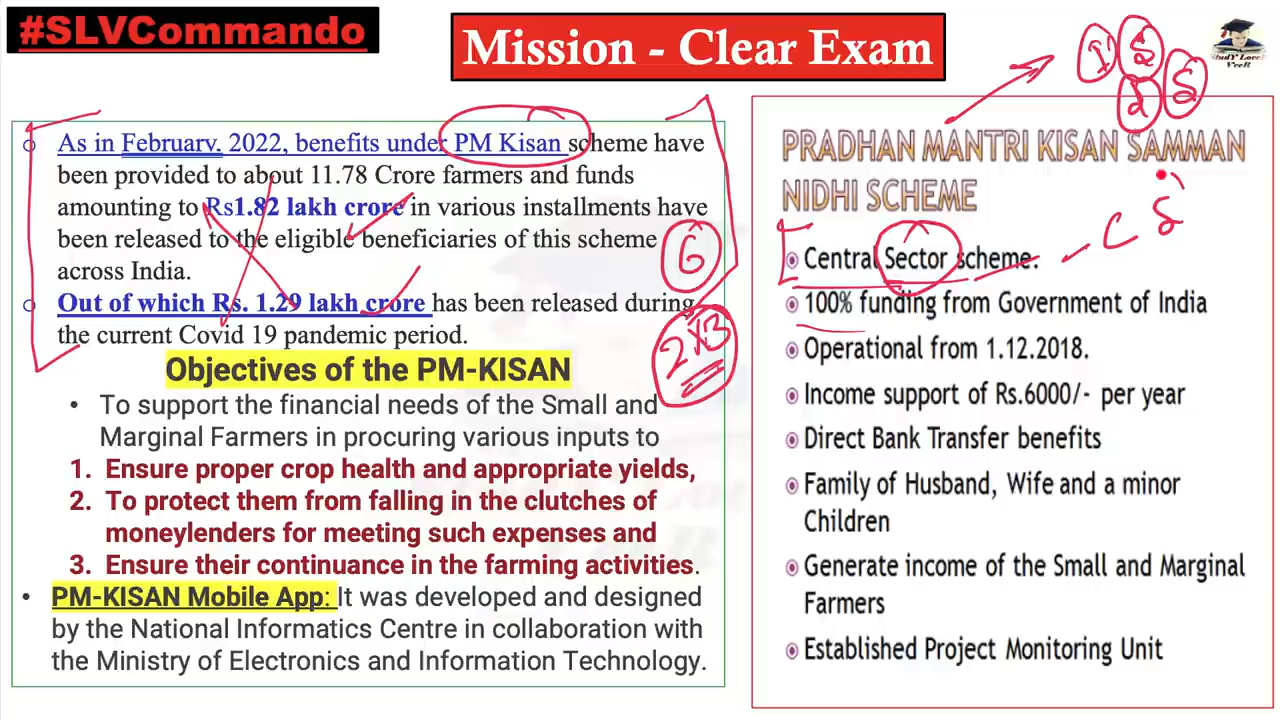 #SLVCommando
Mission - Clear Exam
StudY LoveR
VeeR
As in February. 2022, benefits under PM Kisan scheme have
been provided to about 11.78 Crore farmers and funds
amounting to Rs1.82 lakh crore in various installments have
been released to the eligible beneficiaries of this scheme
across India.
Out of which Rs. 1.29 lakh crore has been released during
the current Covid 19 pandemic period.
6
2x3
Objectives of the PM-KISAN
• To support the financial needs of the Small and
Marginal Farmers in procuring various inputs to
1. Ensure proper crop health and appropriate yields,
2. To protect them from falling in the clutches of
moneylenders for meeting such expenses and
3. Ensure their continuance in the farming activities.
• PM-KISAN Mobile App: It was developed and designed
by the National Informatics Centre in collaboration with
the Ministry of Electronics and Information Technology.
PRADHAN MANTRI KISAN SAMMAN
NIDHI SCHEME
Central Sector scheme.
CS
100% funding from Government of India
Operational from 1.12.2018.
Income support of Rs.6000/- per year
Direct Bank Transfer benefits
Family of Husband, Wife and a minor
Children
Generate income of the Small and Marginal
Farmers
Established Project Monitoring Unit